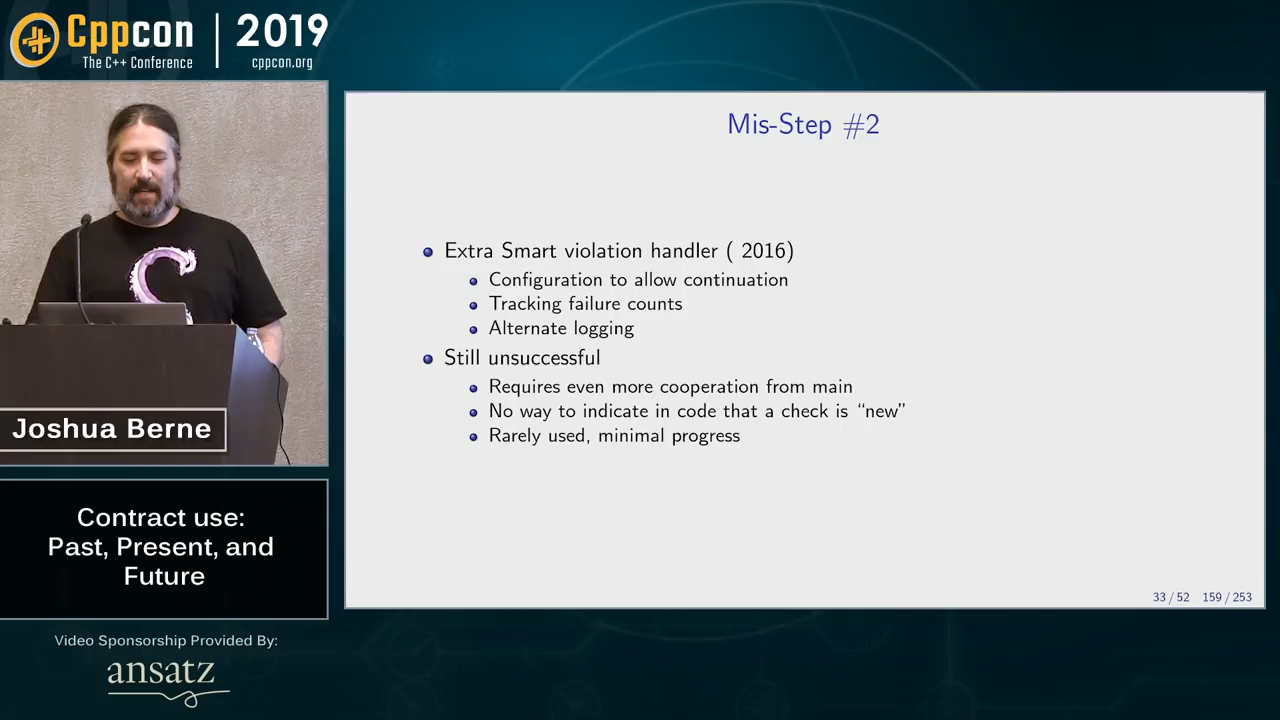 Cppcon | 2019
The C++ Conference cppcon.org
Mis-Step #2
Extra Smart violation handler ( 2016)
Configuration to allow continuation
Tracking failure counts
Alternate logging
Still unsuccessful
Requires even more cooperation from main
No way to indicate in code that a check is “new”
Rarely used, minimal progress
33 / 52 159 / 253
Joshua Berne
Contract use:
Past, Present, and
Future
Video Sponsorship Provided By:
ansatz